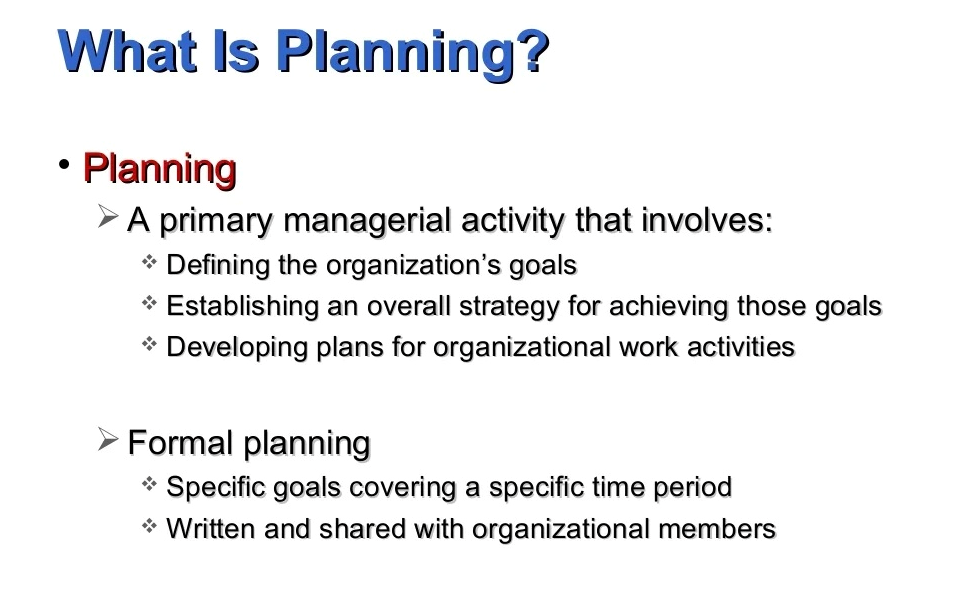 What Is Planning?
• Planning
➢ A primary managerial activity that involves:
❖ Defining the organization’s goals
❖ Establishing an overall strategy for achieving those goals
❖ Developing plans for organizational work activities
➢ Formal planning
❖ Specific goals covering a specific time period
❖ Written and shared with organizational members